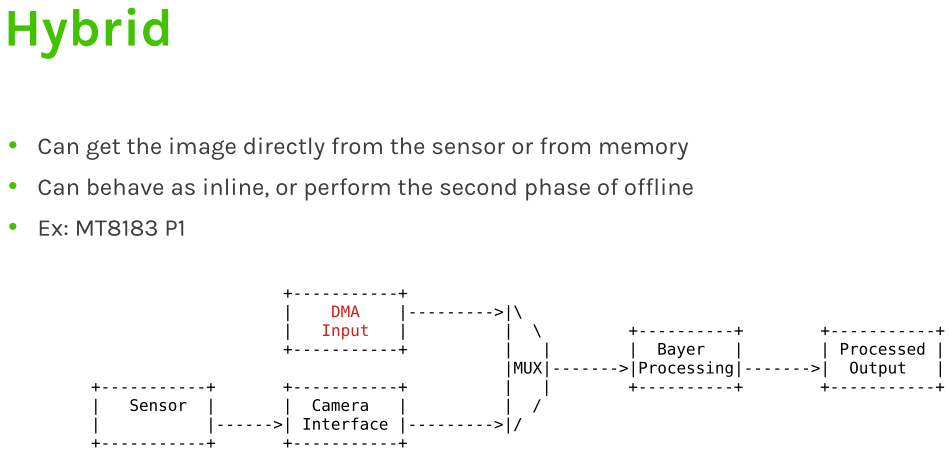 Hybrid
• Can get the image directly from the sensor or from memory
• Can behave as inline, or perform the second phase of offline
• Ex: MT8183 P1
                    +-----------+
                    |    DMA    |--------->|\
                    |   Input   |          |  \            +----------+        +-----------+
                    +-----------+          |   |           |  Bayer   |        | Processed |
                                           |MUX|------->|Processing|------->|  Output   |
+-----------+       +-----------+          |   |           +----------+        +-----------+
|   Sensor  |       |  Camera   |          |  /
|           |------>| Interface |--------->|/
+-----------+       +-----------+